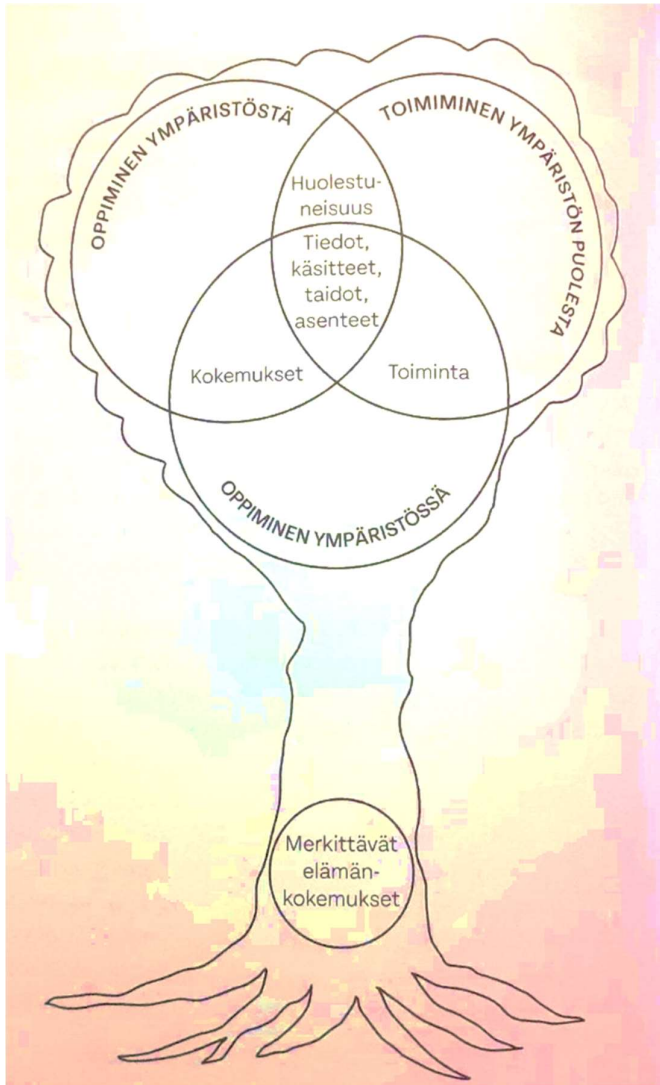 OPPIMINEN YMPÄRISTÖSTÄ
TOIMIMINEN YMPÄRISTÖN PUOLESTA
Huolestu-
neisuus
Tiedot,
käsitteet,
taidot,
asenteet
Kokemukset
Toiminta
OPPIMINEN YMPÄRISTÖSSÄ
Merkittävät
elämän-
kokemukset